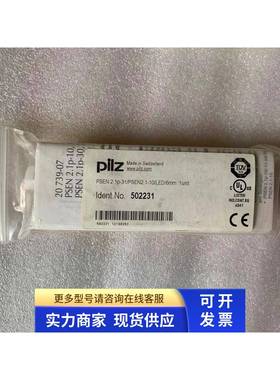 20 739-07
PSEN 2.1p-10
PSEN 2.1p-10,
pilz
Made in Switzerland
www.pilz.com
PSEN 2.1p-31/PSEN2.1-10/LED/6mm 1unit
Ident.No. 502231
UL
更多型号请咨询在线客服
实力商家 现货供应
可开
发票